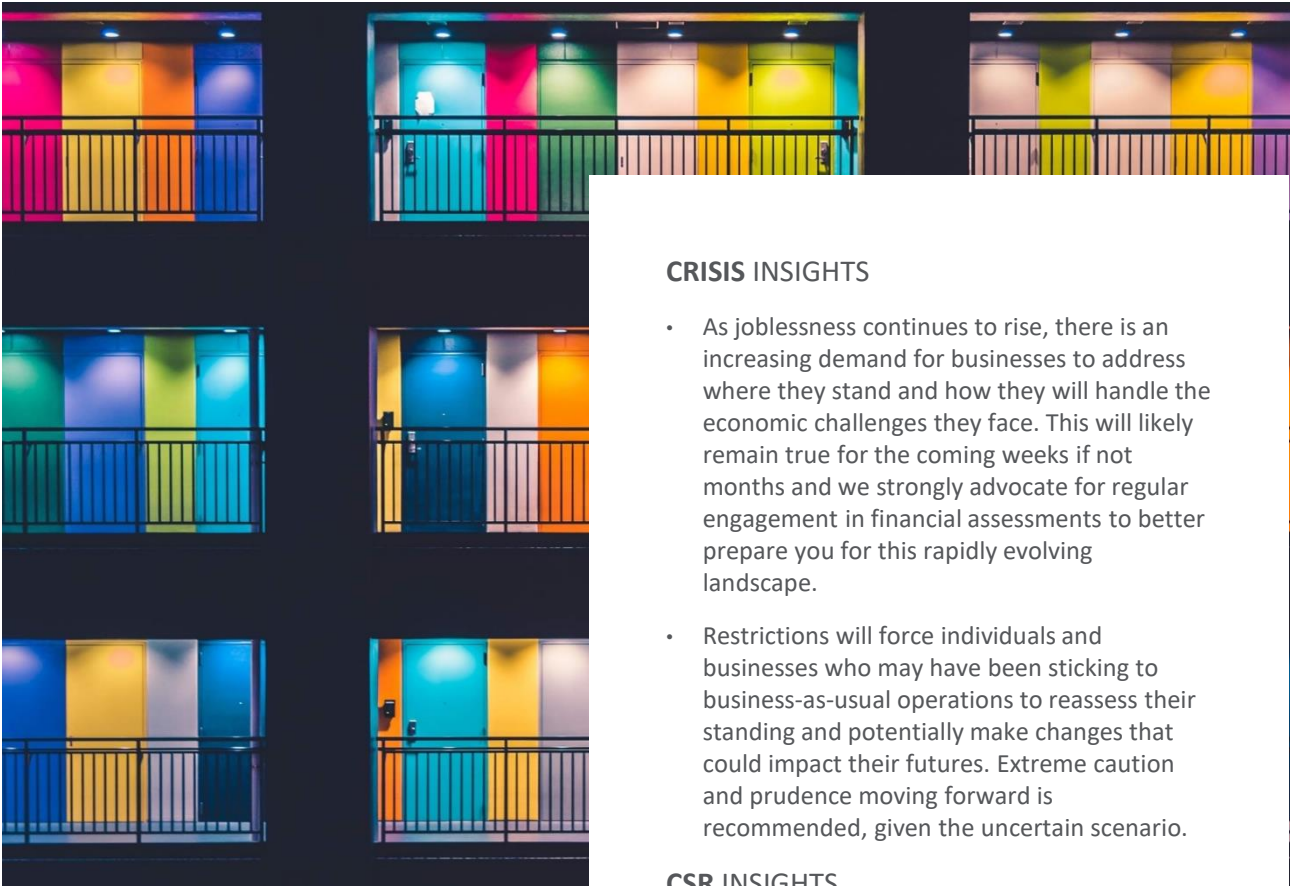 CRISIS INSIGHTS
• As joblessness continues to rise, there is an
increasing demand for businesses to address
where they stand and how they will handle the
economic challenges they face. This will likely
remain true for the coming weeks if not
months and we strongly advocate for regular
engagement in financial assessments to better
prepare you for this rapidly evolving
landscape.
• Restrictions will force individuals and
businesses who may have been sticking to
business-as-usual operations to reassess their
standing and potentially make changes that
could impact their futures. Extreme caution
and prudence moving forward is
recommended, given the uncertain scenario.
CSR INSIGHTS